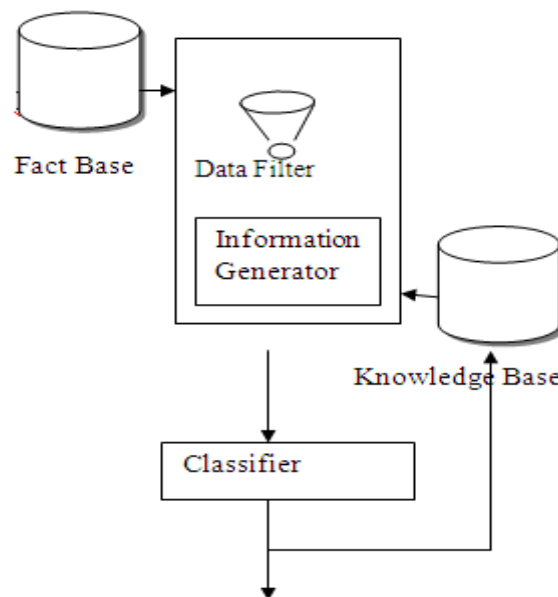 Fact Base
Data Filter
Information
Generator
Knowledge Base
Classifier